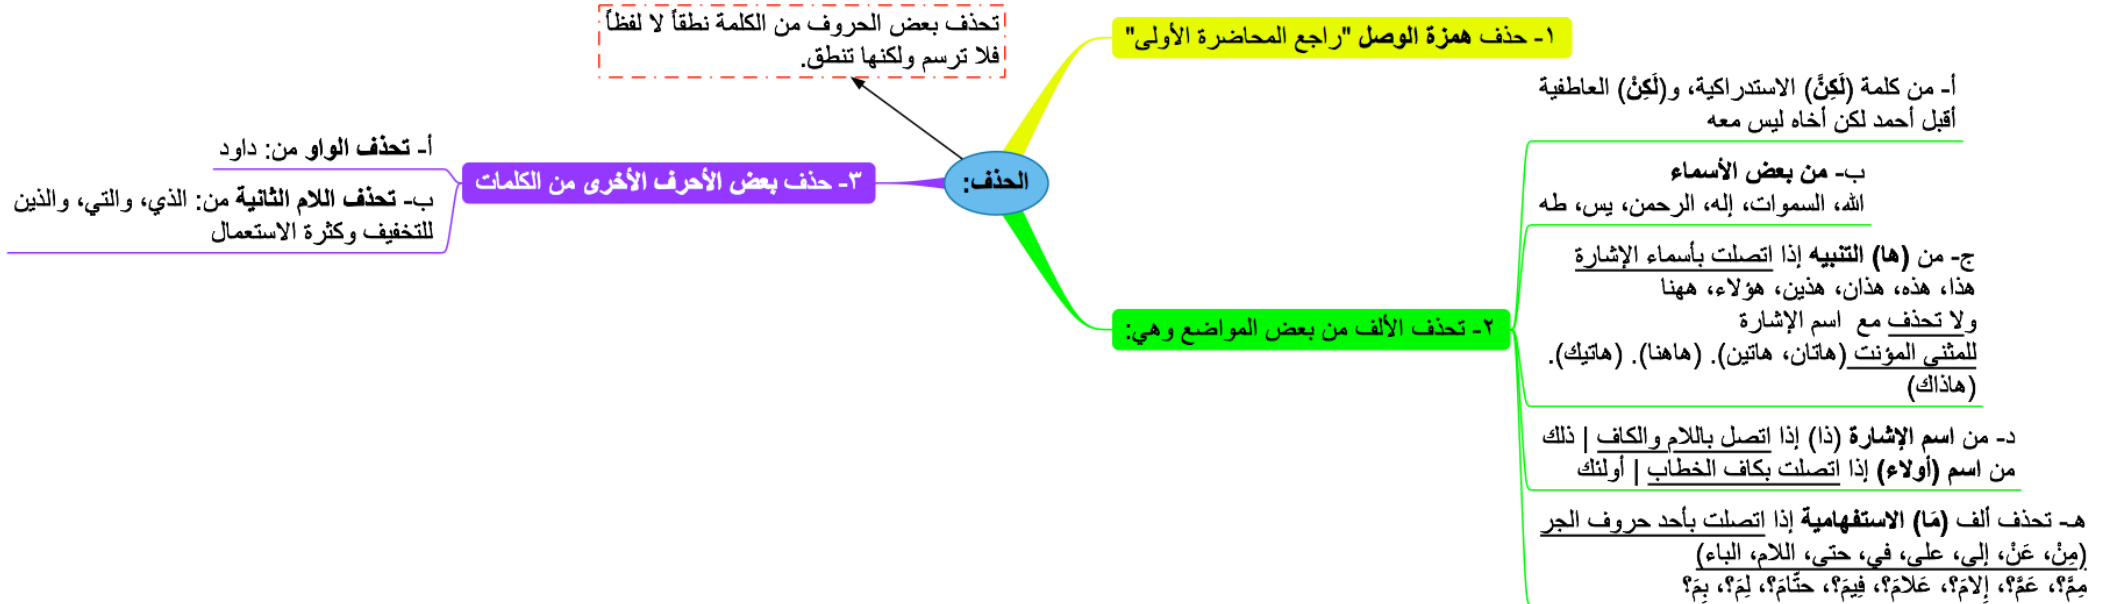 تحذف بعض الحروف من الكلمة نطقاً لا لفظاً
فلا ترسم ولكنها تنطق.
الحذف:
١- حذف همزة الوصل "راجع المحاضرة الأولى"
٢- تحذف الألف من بعض المواضع وهي:
أ- من كلمة (لَكِنَّ) الاستدراكية، و(لَكِنْ) العاطفية
أقبل أحمد لكن أخاه ليس معه
ب- من بعض الأسماء
الله، السموات، إله، الرحمن، يس، طه
ج- من (ها) التنبيه إذا اتصلت بأسماء الإشارة
هذا، هذه، هذان، هذين، هؤلاء، ههنا
ولا تحذف مع اسم الإشارة
للمثنى المؤنت (هاتان، هاتين). (هاهنا). (هاتيك).
(هاذاك)
د- من اسم الإشارة (ذا) إذا اتصل باللام والكاف | ذلك
من اسم (أولاء) إذا اتصلت بكاف الخطاب | أولئك
هـ- تحذف ألف (مَا) الاستفهامية إذا اتصلت بأحد حروف الجر
(مِنْ، عَنْ، إلى، على، في، حتى، اللام، الباء)
مِمَّ؟، عَمَّ؟، إلامَ؟، عَلامَ؟، فِيمَ؟، حتَّامَ؟، لِمَ؟، بِمَ؟
٣- حذف بعض الأحرف الأخرى من الكلمات
أ- تحذف الواو من: داود
ب- تحذف اللام الثانية من: الذي، والتي، والذين
للتخفيف وكثرة الاستعمال